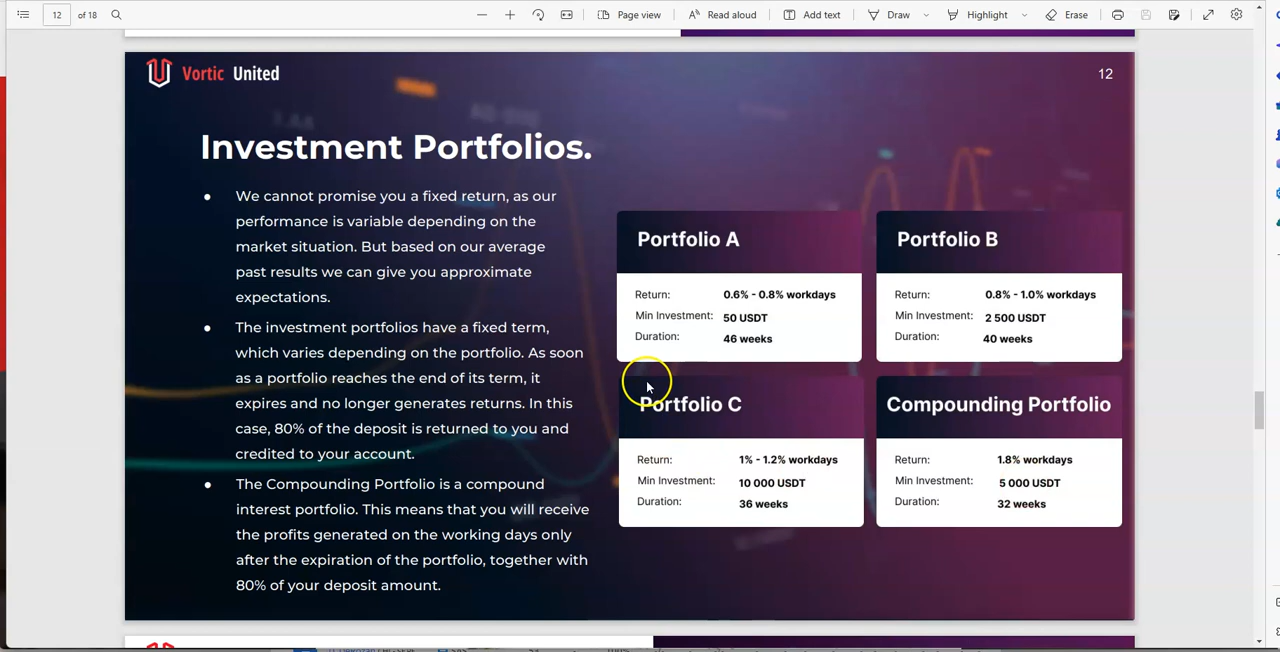 12 of 18
Page view
Read aloud
Add text
Draw
Highlight
Erase
Vortic United
12
Investment Portfolios.
● We cannot promise you a fixed return, as our
performance is variable depending on the
market situation. But based on our average
past results we can give you approximate
expectations.
● The investment portfolios have a fixed term,
which varies depending on the portfolio. As soon
as a portfolio reaches the end of its term, it
expires and no longer generates returns. In this
case, 80% of the deposit is returned to you and
credited to your account.
● The Compounding Portfolio is a compound
interest portfolio. This means that you will receive
the profits generated on the working days only
after the expiration of the portfolio, together with
80% of your deposit amount.
Portfolio A
Return: 0.6% - 0.8% workdays
Min Investment: 50 USDT
Duration: 46 weeks
Portfolio B
Return: 0.8% - 1.0% workdays
Min Investment: 2 500 USDT
Duration: 40 weeks
Portfolio C
Return: 1% - 1.2% workdays
Min Investment: 10 000 USDT
Duration: 36 weeks
Compounding Portfolio
Return: 1.8% workdays
Min Investment: 5 000 USDT
Duration: 32 weeks